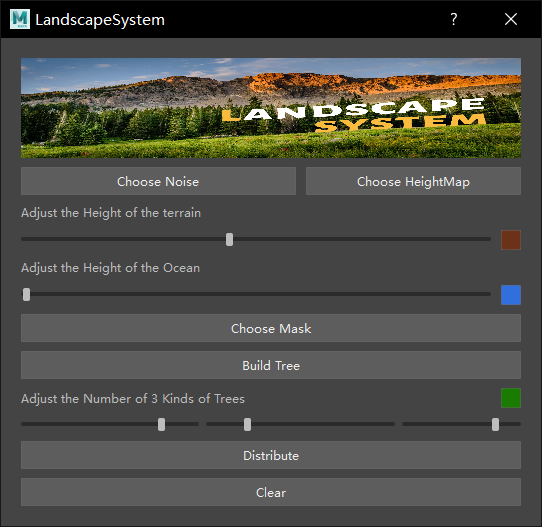 M
LandscapeSystem
?
LANDSCAPE
SYSTEM
Choose Noise
Choose HeightMap
Adjust the Height of the terrain
Adjust the Height of the Ocean
Choose Mask
Build Tree
Adjust the Number of 3 Kinds of Trees
Distribute
Clear